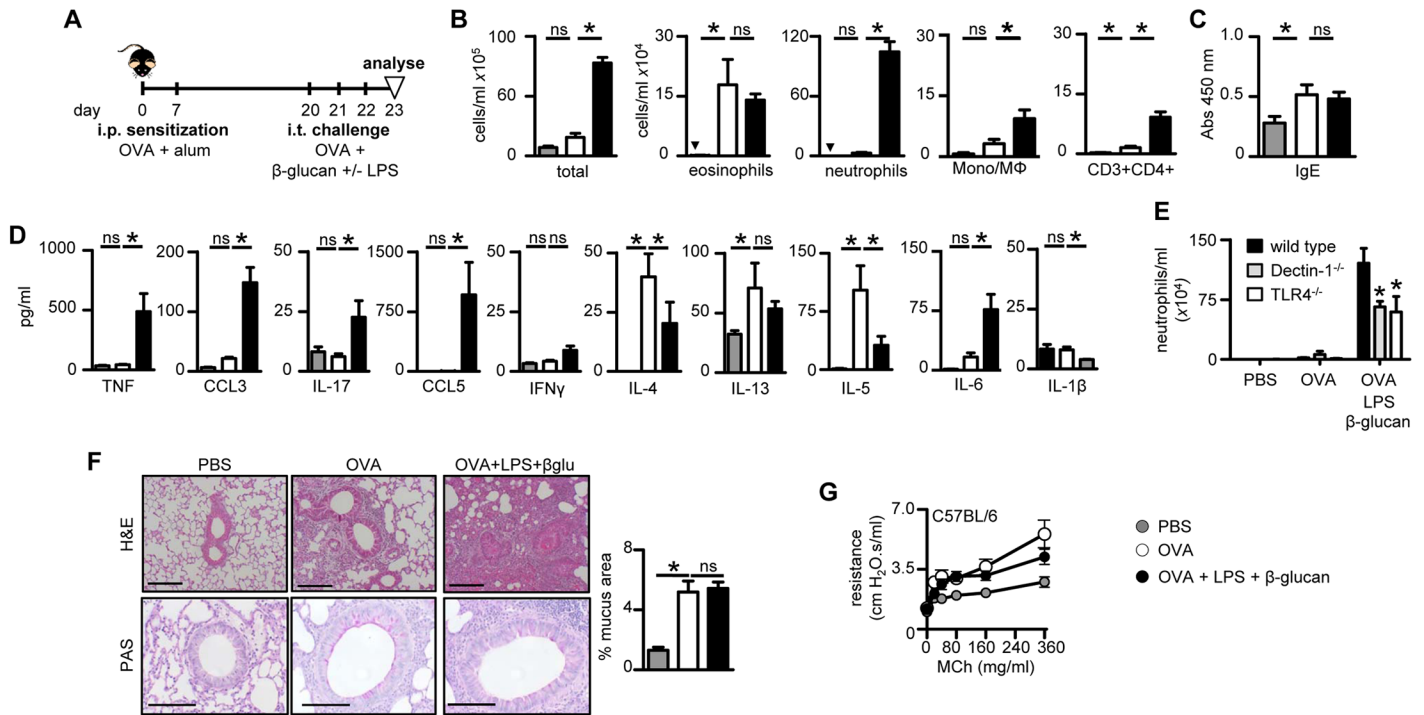 A
analyse
day 0 7 20 21 22 23
i.p. sensitization i.t. challenge
OVA + alum OVA +
β-glucan +/- LPS
B
cells/ml x10⁵
100
60
0
ns *
total
cells/ml x10⁴
30
15
0
* ns
eosinophils
120
60
0
ns *
neutrophils
30
15
0
ns *
Mono/MΦ
30
15
0
* *
CD3+CD4+
C
Abs 450 nm
1.0
0.5
0
* ns
IgE
D
pg/ml
1000
500
0
ns *
TNF
200
100
0
ns *
CCL3
50
25
0
ns *
IL-17
1500
750
0
ns *
CCL5
50
25
0
ns ns
IFNγ
50
25
0
* *
IL-4
100
50
0
* ns
IL-13
150
75
0
* *
IL-5
150
75
0
ns *
IL-6
50
25
0
ns *
IL-1β
E
neutrophils/ml
(x10⁴)
150
75
0
wild type
Dectin-1⁻/⁻
TLR4⁻/⁻
* *
PBS OVA OVA
LPS
β-glucan
F
PBS OVA OVA+LPS+βglu
H&E
PAS
% mucus area
8
4
0
* ns
G
resistance
(cm H₂O.s/ml)
7.0
3.5
0
C57BL/6
0 80 160 240 360
MCh (mg/ml)
PBS
OVA
OVA + LPS + β-glucan